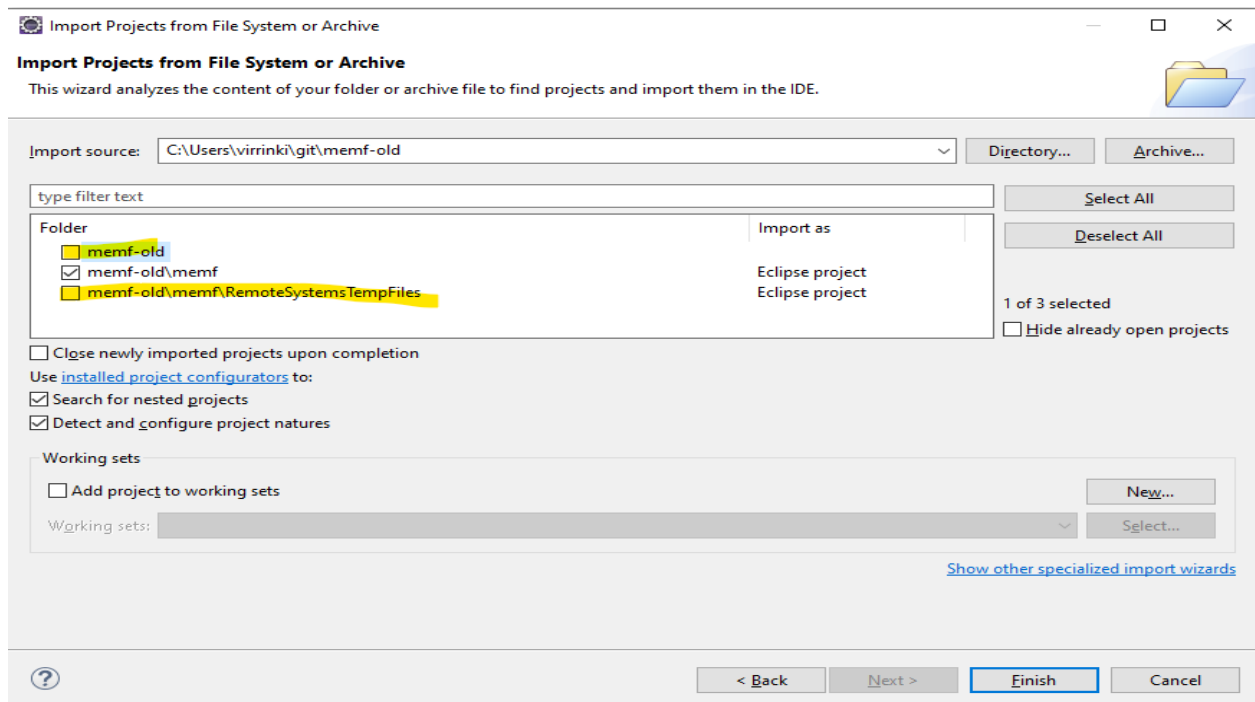 Import Projects from File System or Archive
Import Projects from File System or Archive
This wizard analyzes the content of your folder or archive file to find projects and import them in the IDE.
Import source: C:\Users\virrinki\git\memf-old Directory... Archive...
type filter text Select All
Folder Import as Deselect All
memf-old
memf-old\memf Eclipse project
memf-old\memf\RemoteSystemsTempFiles Eclipse project
1 of 3 selected
Hide already open projects
Close newly imported projects upon completion
Use installed project configurators to:
Search for nested projects
Detect and configure project natures
Working sets
Add project to working sets New...
Working sets: Select...
Show other specialized import wizards
? < Back Next > Finish Cancel